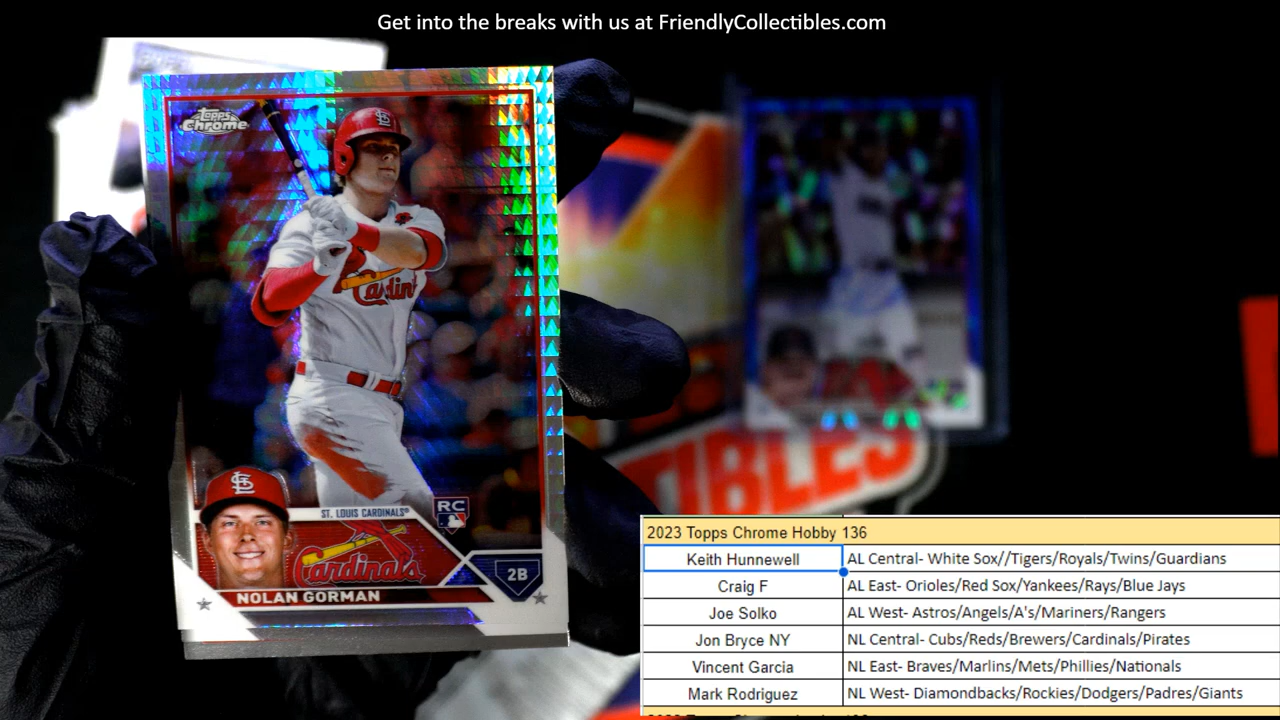 Get into the breaks with us at FriendlyCollectibles.com
Topps
Chrome
Cardinals
ST. LOUIS CARDINALS®
RC
Cardinals
2B
NOLAN GORMAN
TIBLES
2023 Topps Chrome Hobby 136
Keith Hunnewell AL Central- White Sox//Tigers/Royals/Twins/Guardians
Craig F AL East- Orioles/Red Sox/Yankees/Rays/Blue Jays
Joe Solko AL West- Astros/Angels/A's/Mariners/Rangers
Jon Bryce NY NL Central- Cubs/Reds/Brewers/Cardinals/Pirates
Vincent Garcia NL East- Braves/Marlins/Mets/Phillies/Nationals
Mark Rodriguez NL West- Diamondbacks/Rockies/Dodgers/Padres/Giants